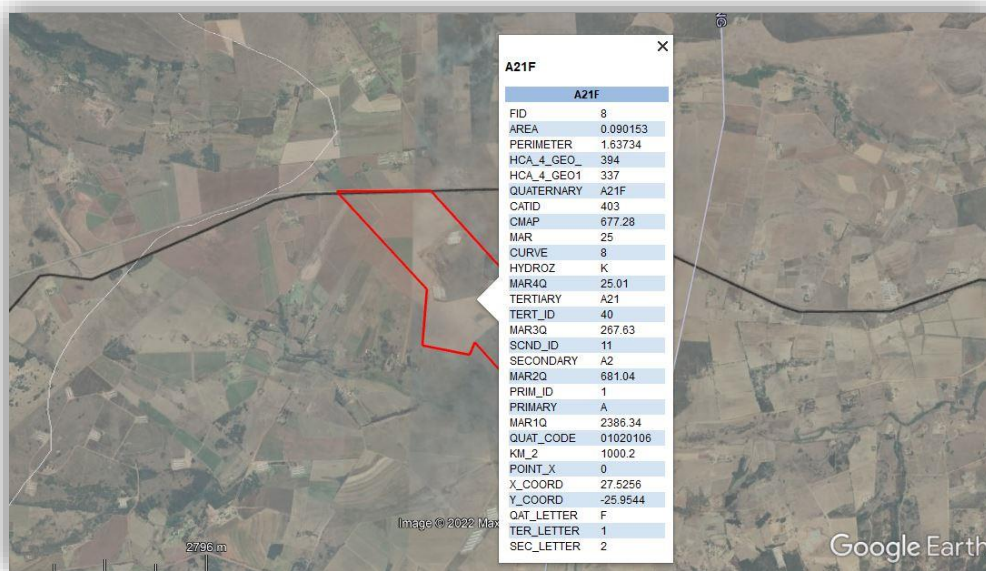 A21F
A21F
FID 8
AREA 0.090153
PERIMETER 1.63734
HCA_4_GEO_ 394
HCA_4_GEO1 337
QUATERNARY A21F
CATID 403
CMAP 677.28
MAR 25
CURVE 8
HYDROZ K
MAR4Q 25.01
TERTIARY A21
TERT_ID 40
MAR3Q 267.63
SCND_ID 11
SECONDARY A2
MAR2Q 681.04
PRIM_ID 1
PRIMARY A
MAR1Q 2386.34
QUAT_CODE 01020106
KM_2 1000.2
POINT_X 0
X_COORD 27.5256
Y_COORD -25.9544
QAT_LETTER F
TER_LETTER 1
SEC_LETTER 2
Image © 2022 Max
2796 m
Google Earth